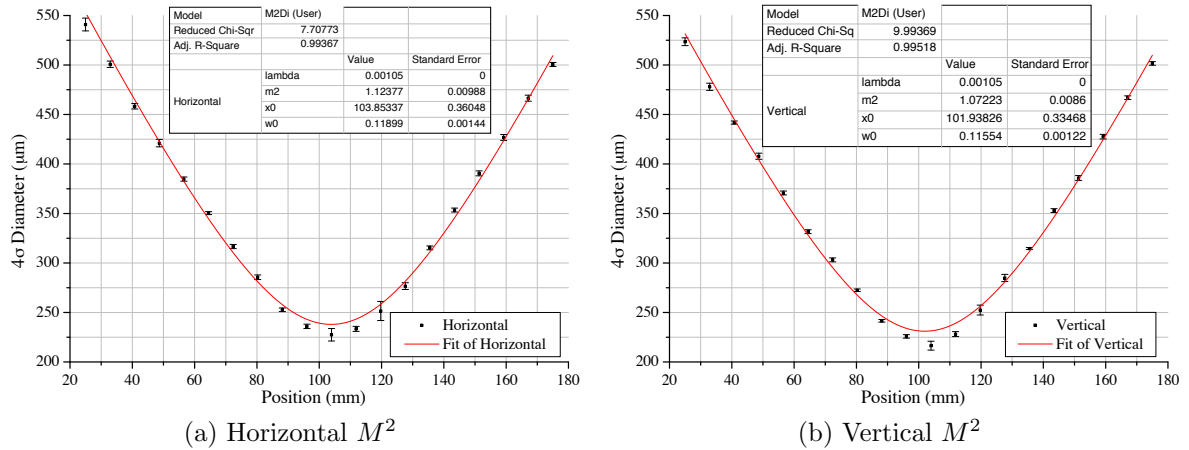 Model M2Di (User)
Reduced Chi-Sqr 7.70773
Adj. R-Square 0.99367
Value Standard Error
Horizontal
lambda 0.00105 0
m2 1.12377 0.00988
x0 103.85337 0.36048
w0 0.11899 0.00144
550
500
450
400
350
300
250
200
4σ Diameter (μm)
Horizontal
Fit of Horizontal
20 40 60 80 100 120 140 160 180
Position (mm)
(a) Horizontal M²
Model M2Di (User)
Reduced Chi-Sq 9.99369
Adj. R-Square 0.99518
Value Standard Error
Vertical
lambda 0.00105 0
m2 1.07223 0.0086
x0 101.93826 0.33468
w0 0.11554 0.00122
550
500
450
400
350
300
250
200
4σ Diameter (μm)
Vertical
Fit of Vertical
20 40 60 80 100 120 140 160 180
Position (mm)
(b) Vertical M²